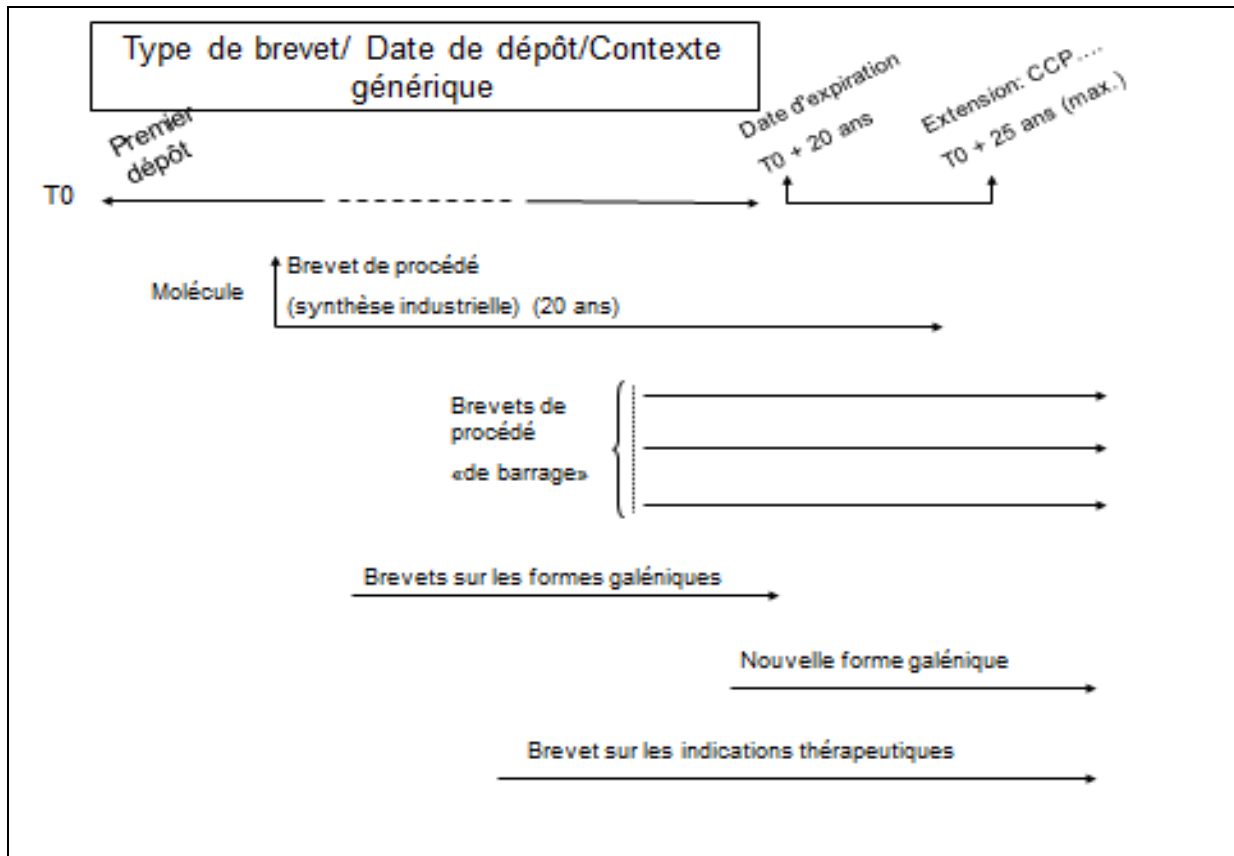 Type de brevet/ Date de dépôt/Contexte
générique
Premier
dépôt
Date d'expiration
T0 + 20 ans
Extension: CCP....
T0 + 25 ans (max.)
T0
Molécule
Brevet de procédé
(synthèse industrielle) (20 ans)
Brevets de
procédé
«de barrage»
Brevets sur les formes galéniques
Nouvelle forme galénique
Brevet sur les indications thérapeutiques